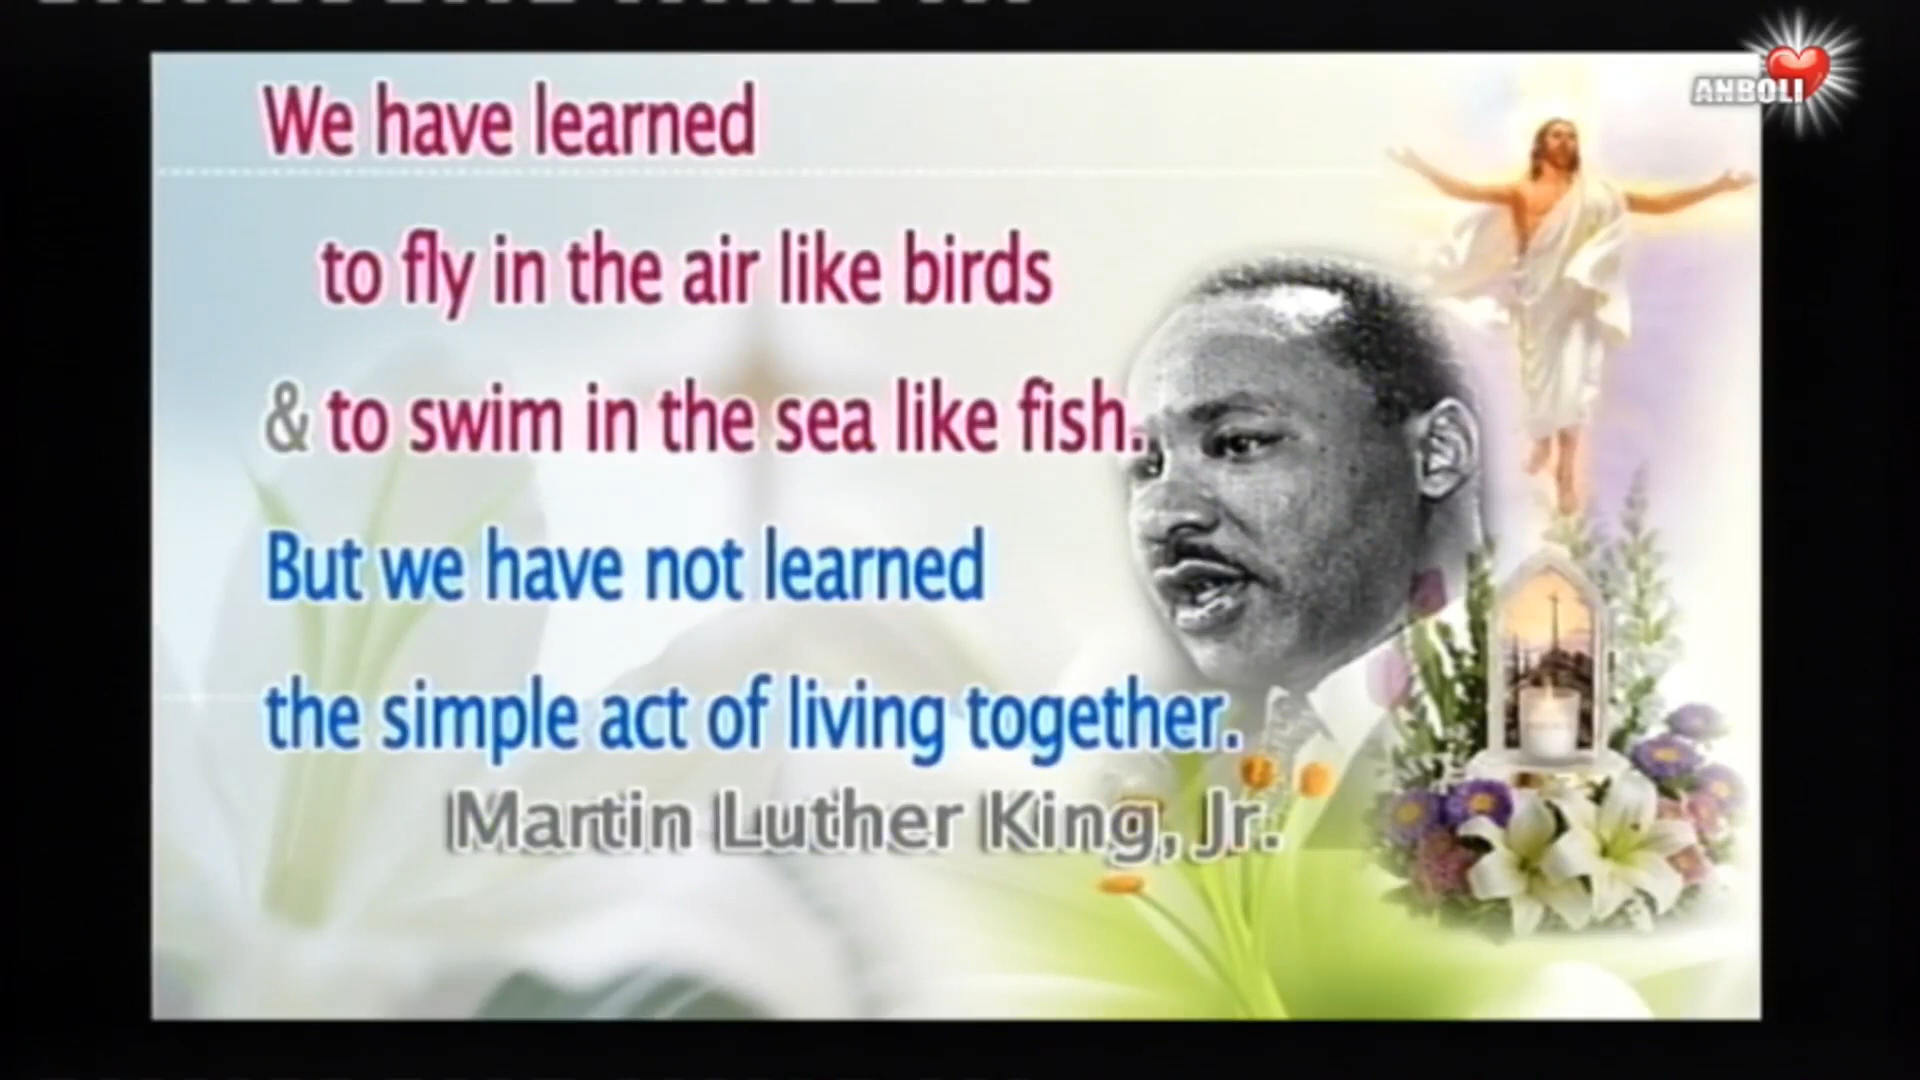 ANBOLI
We have learned
to fly in the air like birds
& to swim in the sea like fish.
But we have not learned
the simple act of living together.
Martin Luther King, Jr.